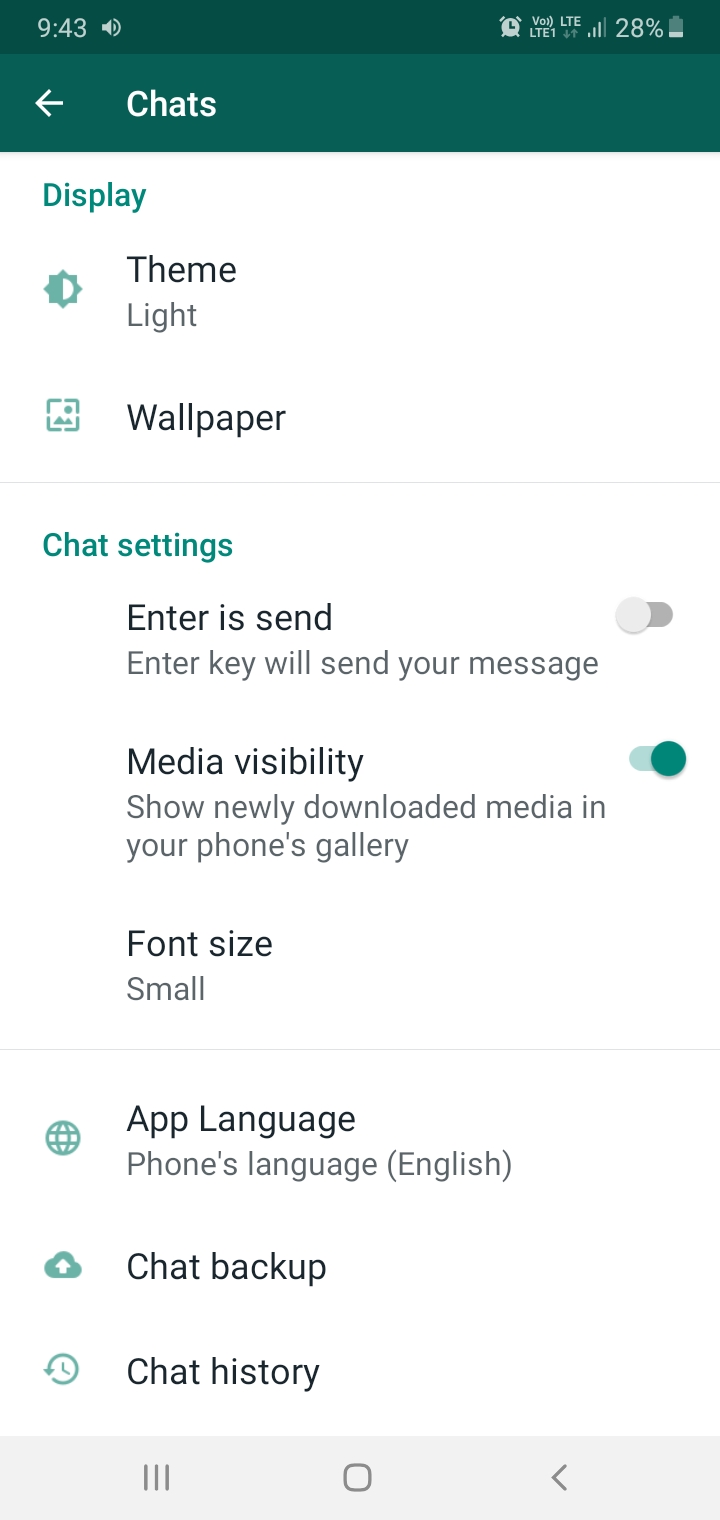 9:43 Vo)) LTE
LTE1 28%
Chats
Display
Theme
Light
Wallpaper
Chat settings
Enter is send
Enter key will send your message
Media visibility
Show newly downloaded media in
your phone's gallery
Font size
Small
App Language
Phone's language (English)
Chat backup
Chat history